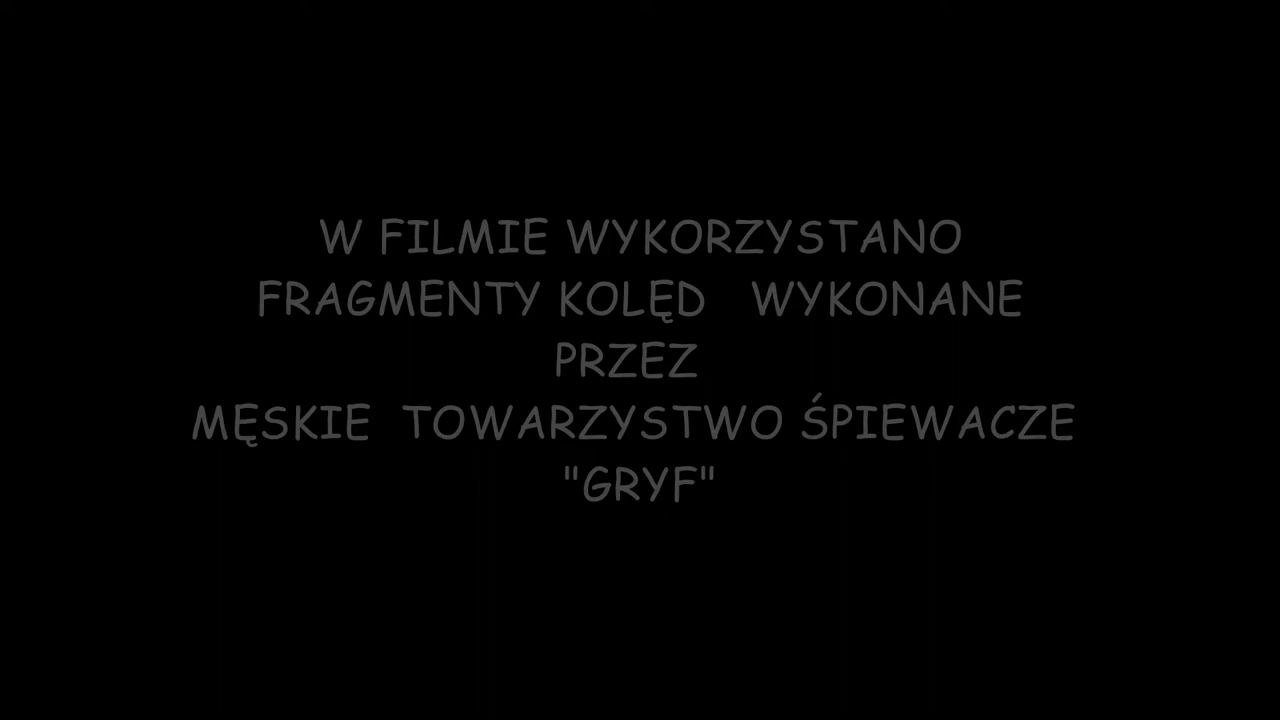 W FILMIE WYKORZYSTANO
FRAGMENTY KOLĘD WYKONANE
PRZEZ
MĘSKIE TOWARZYSTWO ŚPIEWACZE
"GRYF"